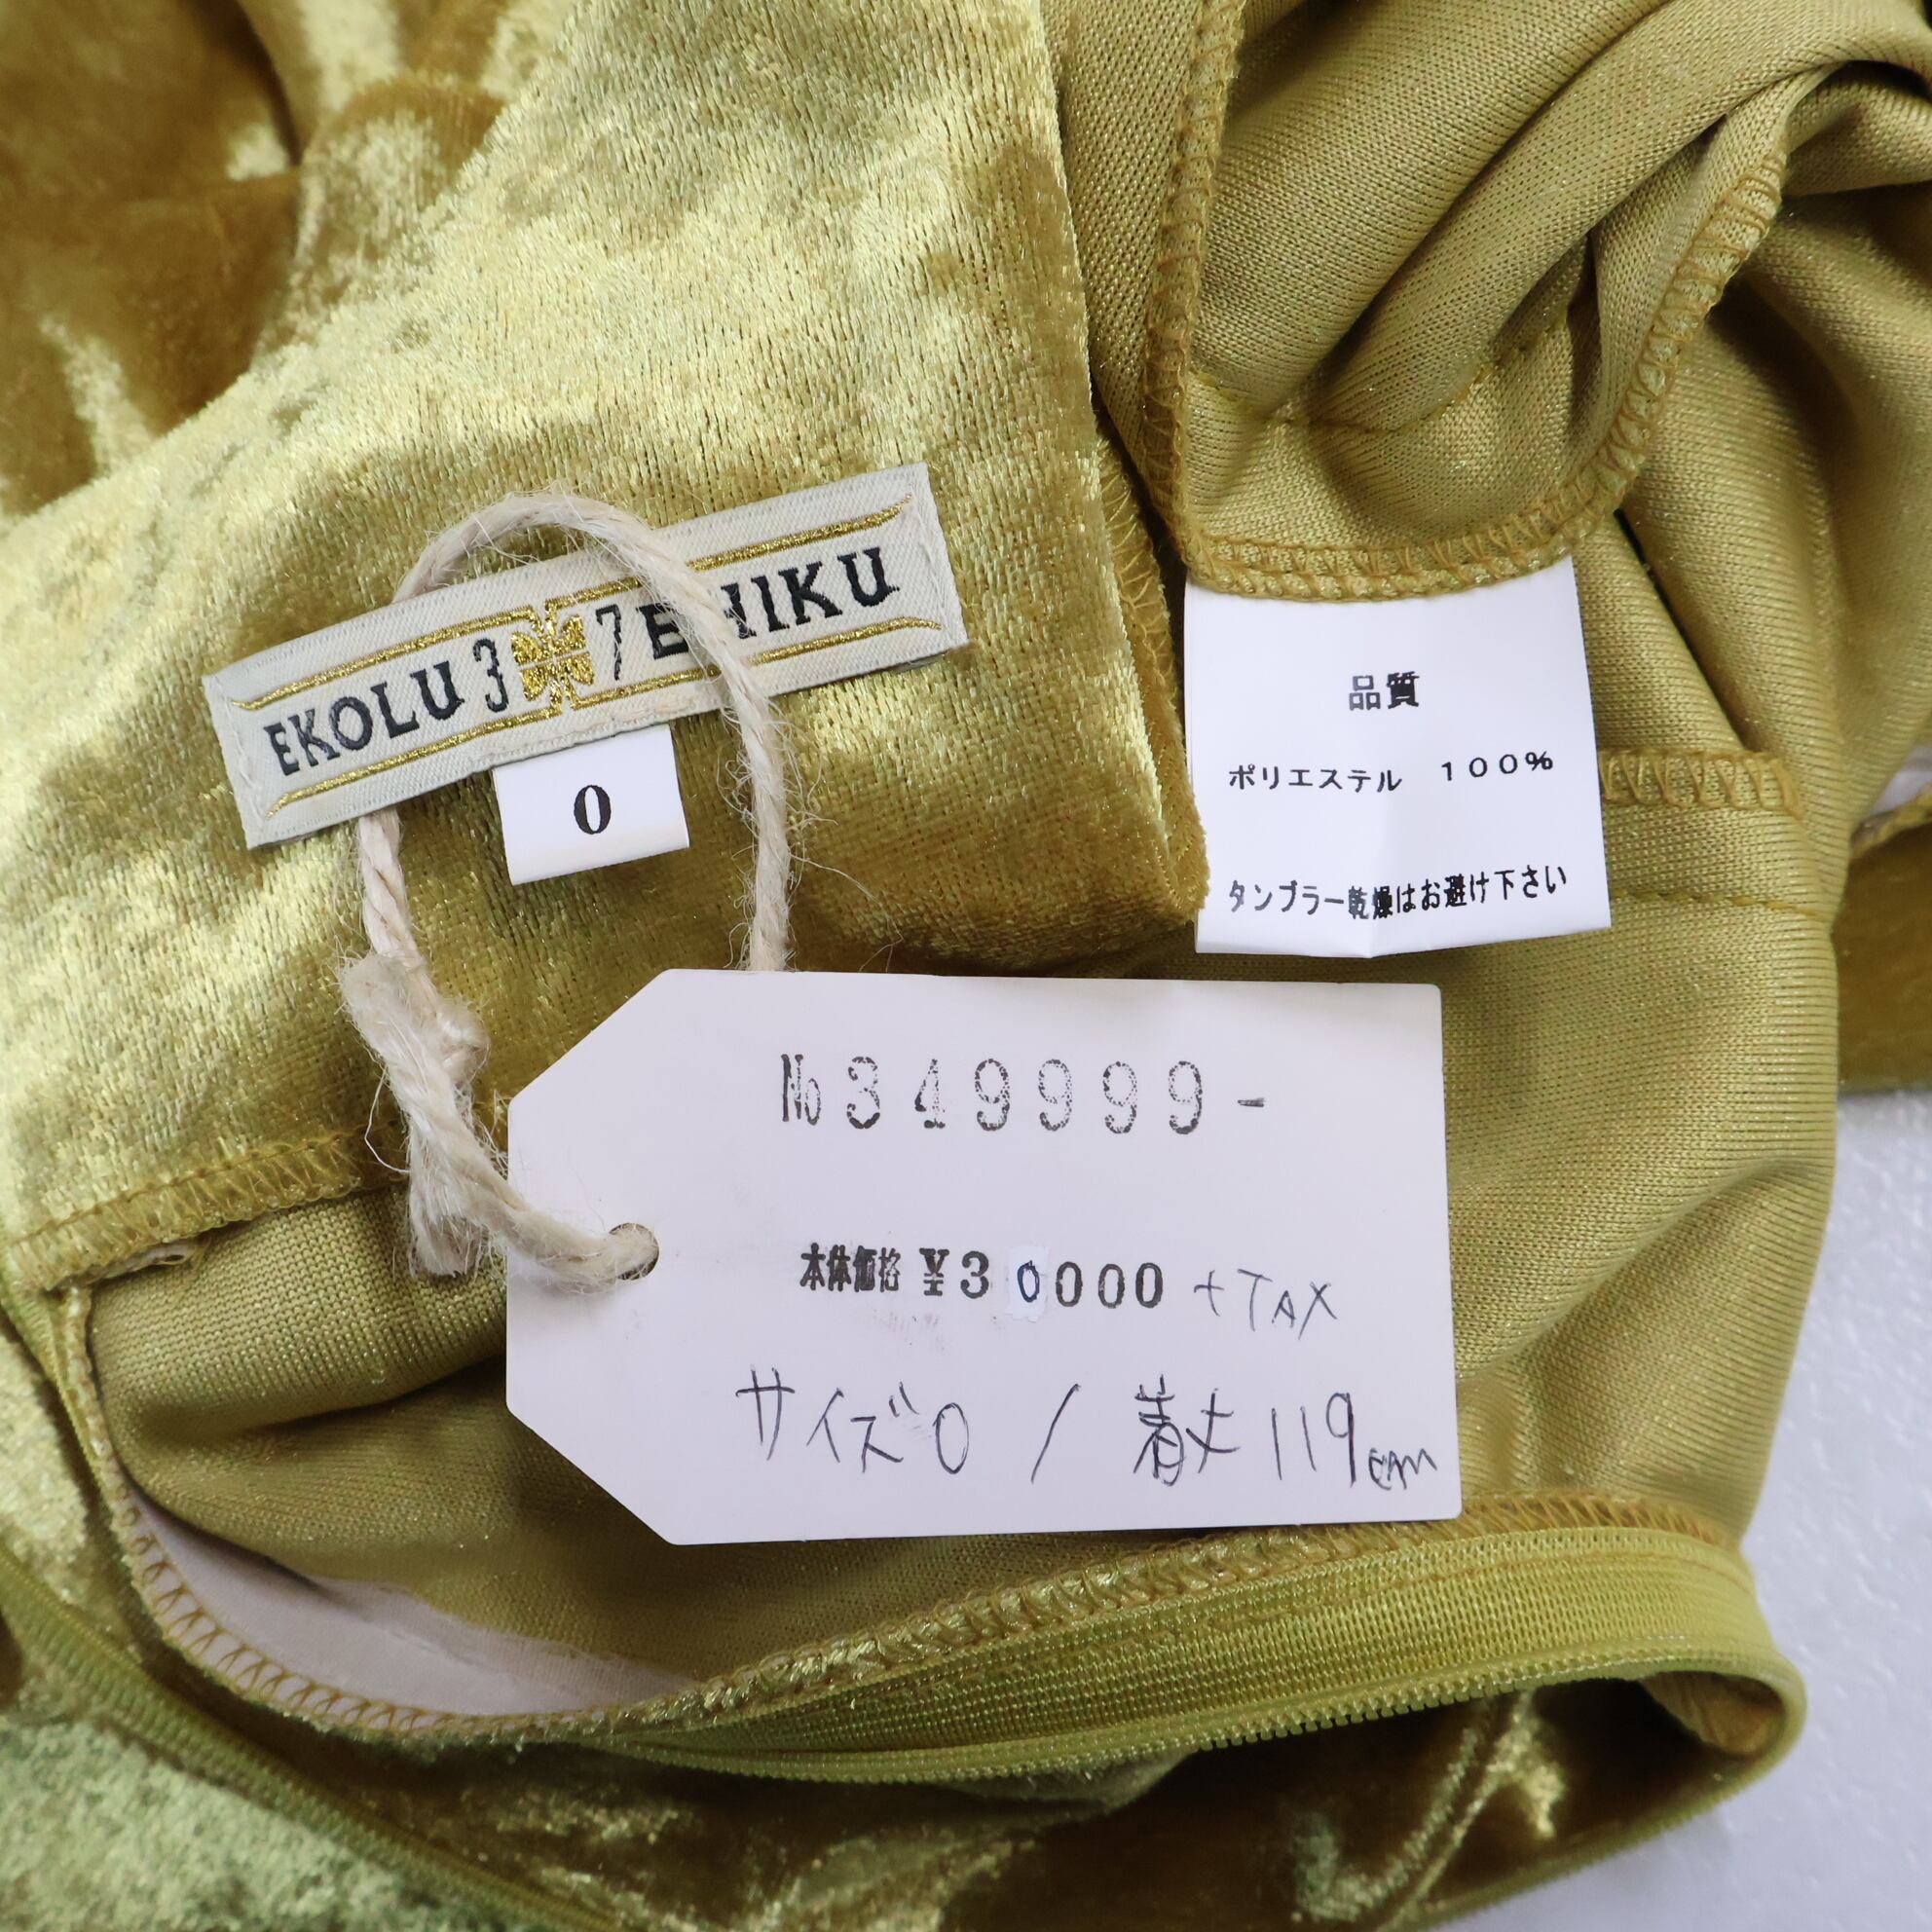 EKOLU 3 7 EHIKU
0
品質
ポリエステル 100%
タンブラー乾燥はお避け下さい
№349999-
本体価格 ¥30000 +TAX
サイズ0 / 着丈119cm